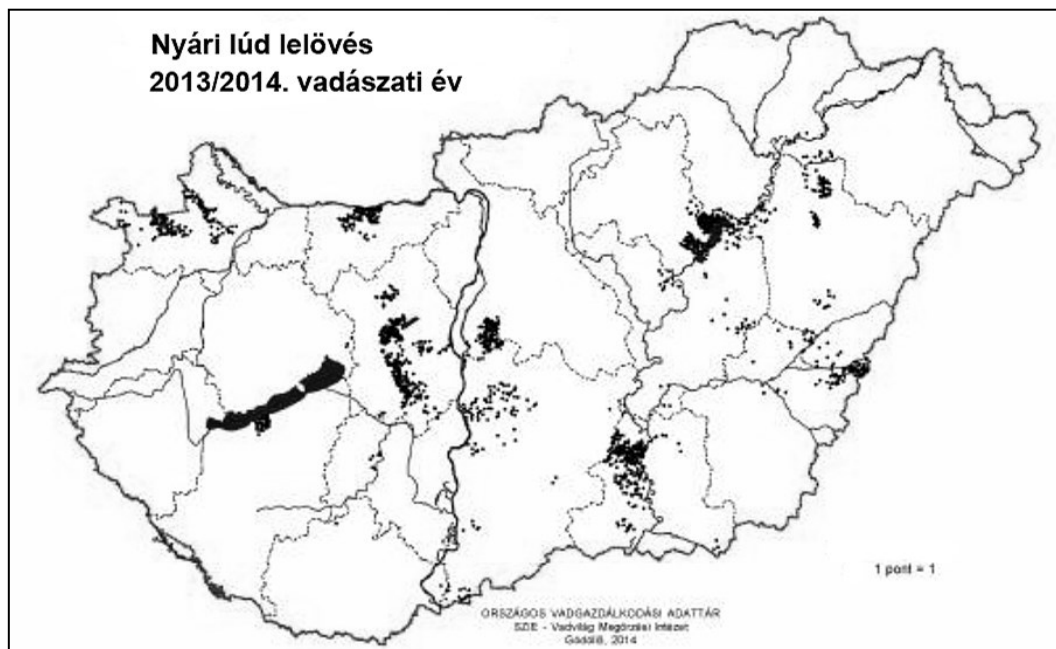 Nyári lúd lelövés
2013/2014. vadászati év
1 pont = 1
ORSZÁGOS VADGAZDÁLKODÁSI ADATTÁR
SZIE - Vadvilág Megőrzési Intézet
Gödöllő, 2014